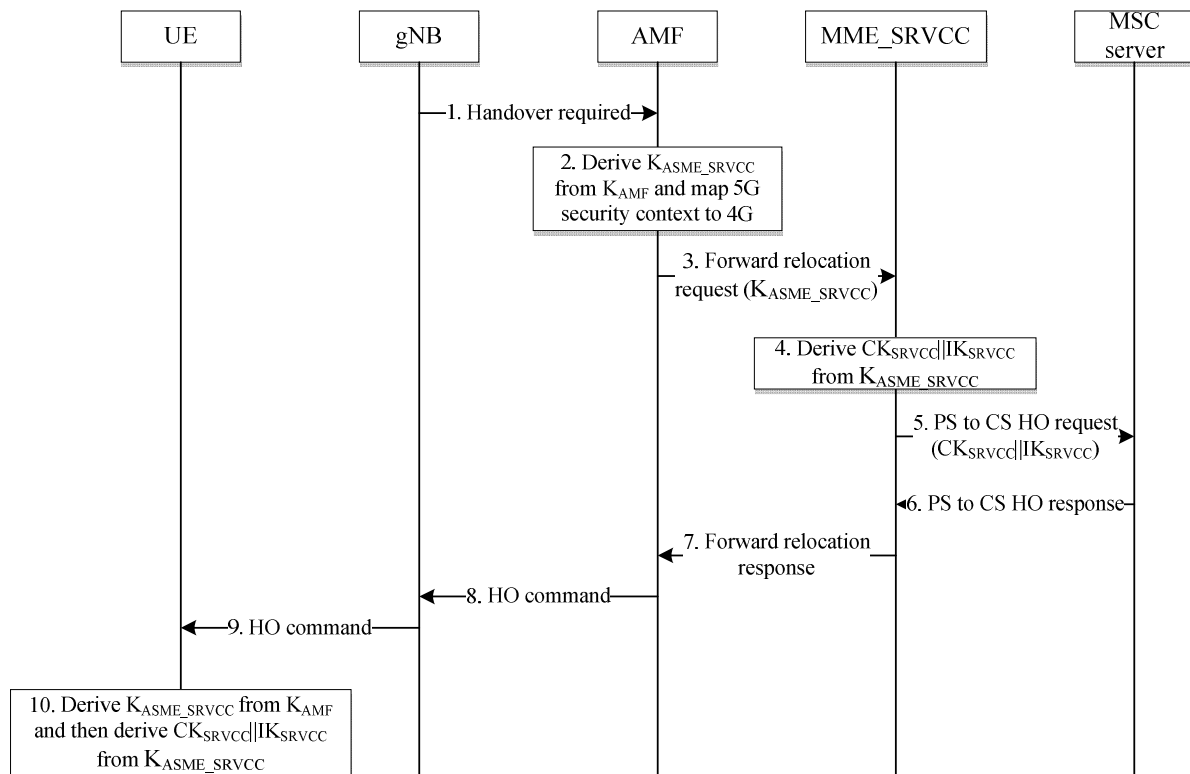 UE
gNB
AMF
MME_SRVCC
MSC
server
1. Handover required
2. Derive KASME_SRVCC
from KAMF and map 5G
security context to 4G
3. Forward relocation
request (KASME_SRVCC)
4. Derive CKSRVCC||IKSRVCC
from KASME_SRVCC
5. PS to CS HO request
(CKSRVCC||IKSRVCC)
6. PS to CS HO response
7. Forward relocation
response
8. HO command
9. HO command
10. Derive KASME_SRVCC from KAMF
and then derive CKSRVCC||IKSRVCC
from KASME_SRVCC